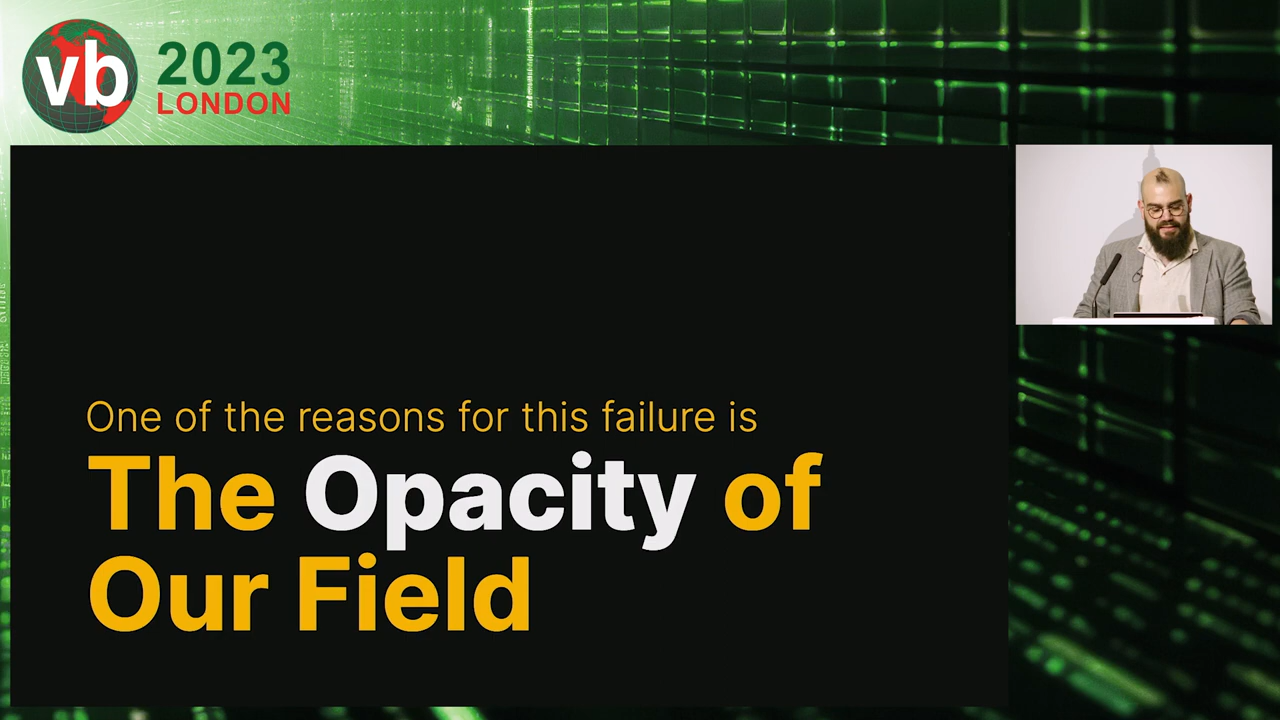 vb 2023
LONDON
One of the reasons for this failure is
The Opacity of
Our Field